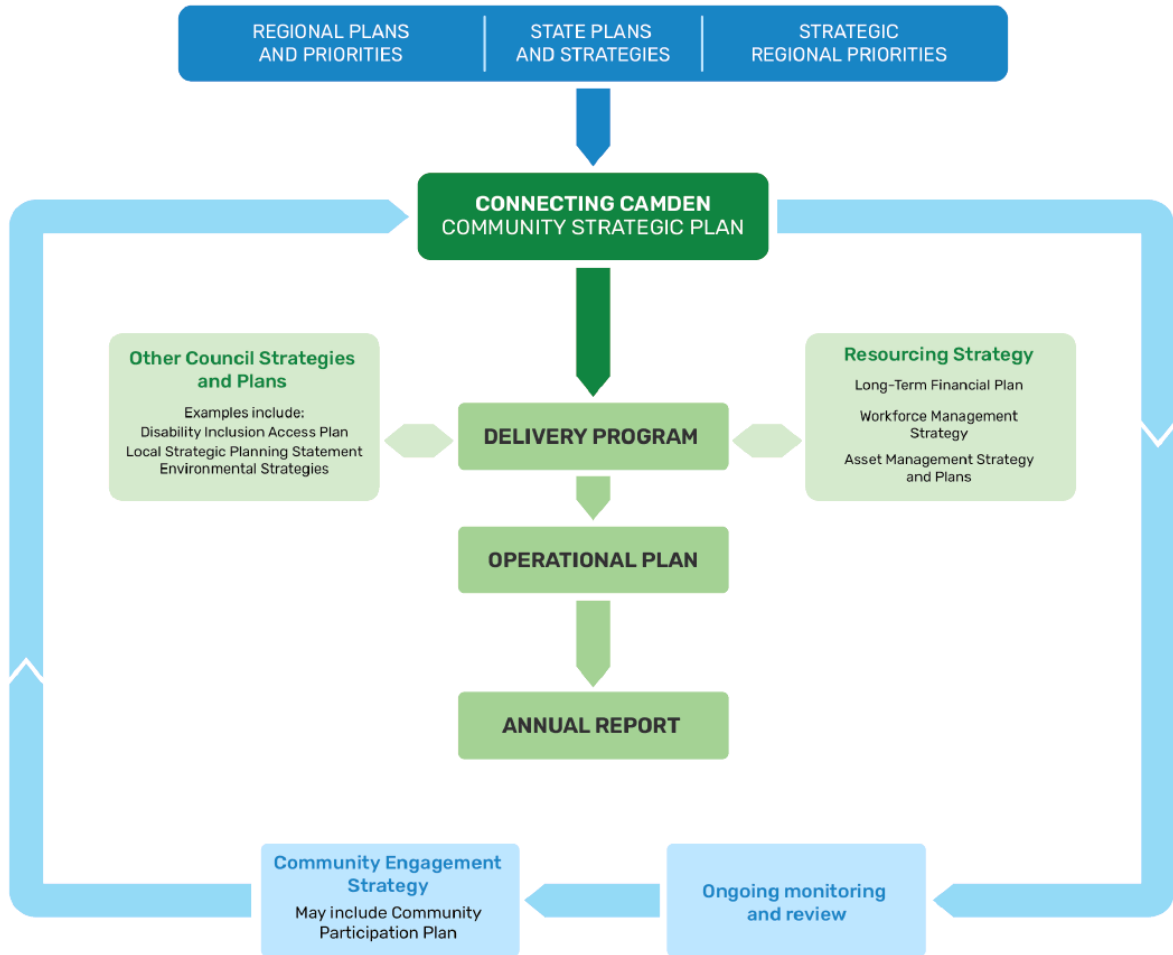 REGIONAL PLANS
AND PRIORITIES
STATE PLANS
AND STRATEGIES
STRATEGIC
REGIONAL PRIORITIES
CONNECTING CAMDEN
COMMUNITY STRATEGIC PLAN
Other Council Strategies
and Plans
Examples include:
Disability Inclusion Access Plan
Local Strategic Planning Statement
Environmental Strategies
DELIVERY PROGRAM
Resourcing Strategy
Long-Term Financial Plan
Workforce Management
Strategy
Asset Management Strategy
and Plans
OPERATIONAL PLAN
ANNUAL REPORT
Community Engagement
Strategy
May include Community
Participation Plan
Ongoing monitoring
and review